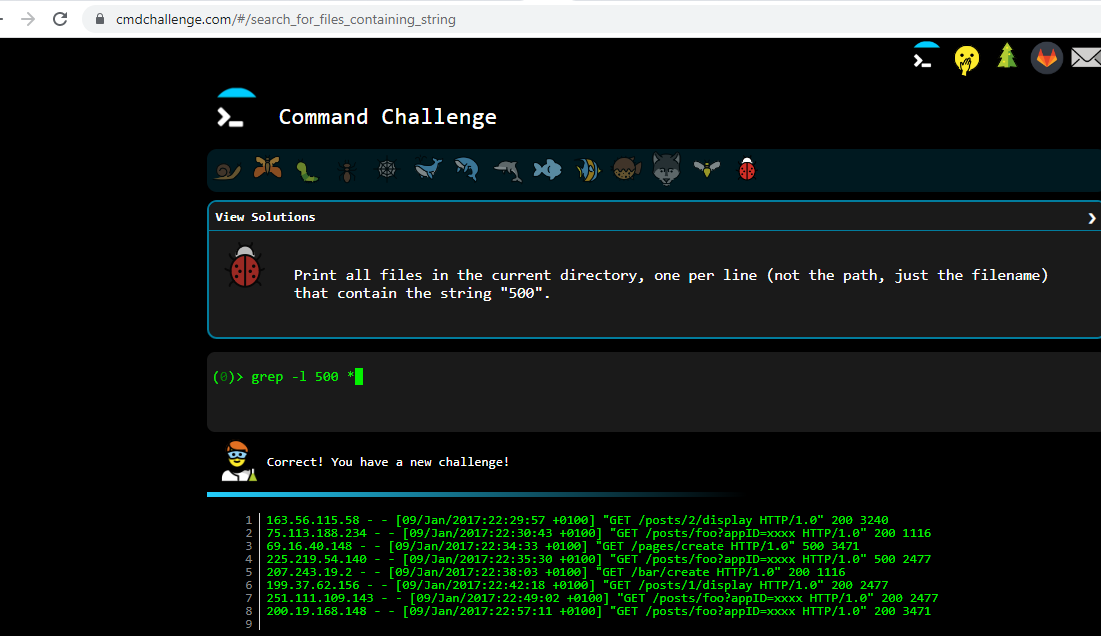 cmdchallenge.com/#/search_for_files_containing_string
Command Challenge
View Solutions
Print all files in the current directory, one per line (not the path, just the filename)
that contain the string "500".
(0)> grep -l 500 *
Correct! You have a new challenge!
1 163.56.115.58 - - [09/Jan/2017:22:29:57 +0100] "GET /posts/2/display HTTP/1.0" 200 3240
2 75.113.188.234 - - [09/Jan/2017:22:30:43 +0100] "GET /posts/foo?appID=xxxx HTTP/1.0" 200 1116
3 69.16.40.148 - - [09/Jan/2017:22:34:33 +0100] "GET /pages/create HTTP/1.0" 500 3471
4 225.219.54.140 - - [09/Jan/2017:22:35:30 +0100] "GET /posts/foo?appID=xxxx HTTP/1.0" 500 2477
5 207.243.19.2 - - [09/Jan/2017:22:38:03 +0100] "GET /bar/create HTTP/1.0" 200 1116
6 199.37.62.156 - - [09/Jan/2017:22:42:18 +0100] "GET /posts/1/display HTTP/1.0" 200 2477
7 251.111.109.143 - - [09/Jan/2017:22:49:02 +0100] "GET /posts/foo?appID=xxxx HTTP/1.0" 200 2477
8 200.19.168.148 - - [09/Jan/2017:22:57:11 +0100] "GET /posts/foo?appID=xxxx HTTP/1.0" 200 3471
9